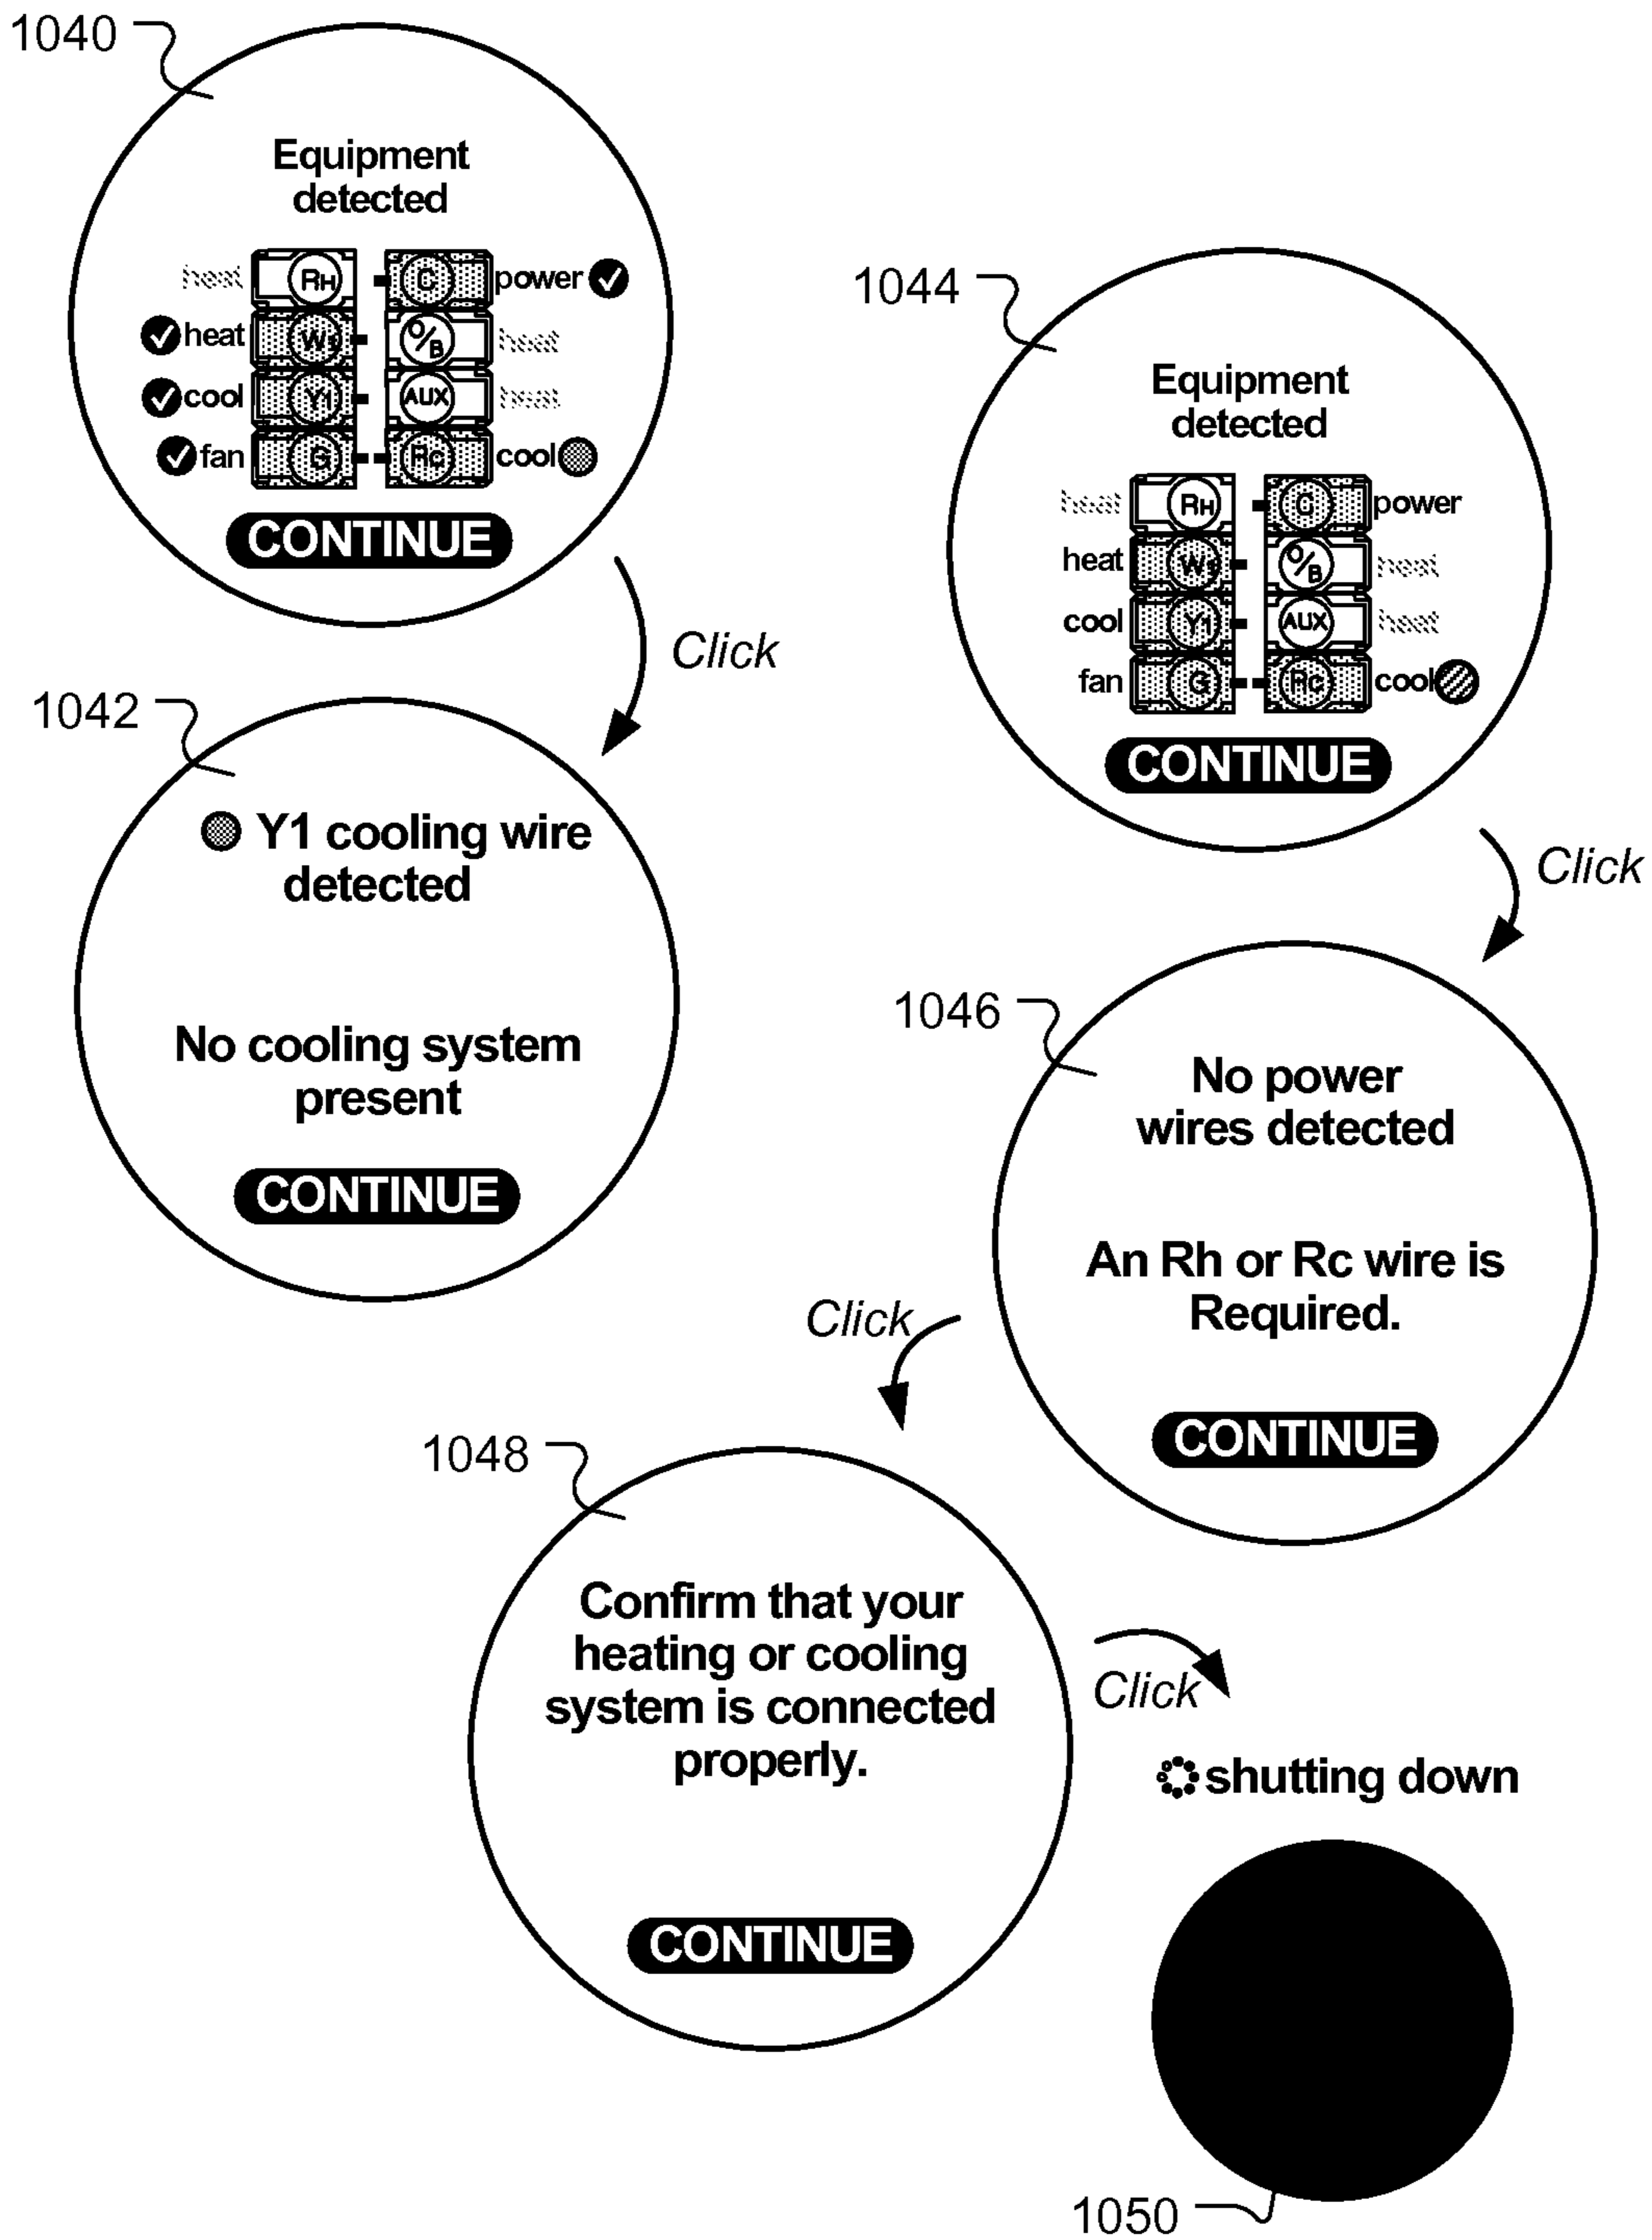 1040
Equipment
detected
heat RH C power
heat W1 O/B heat
cool Y1 AUX heat
fan G Rc cool
CONTINUE
Click
1042
Y1 cooling wire
detected
No cooling system
present
CONTINUE
1044
Equipment
detected
heat RH C power
heat W1 O/B heat
cool Y1 AUX heat
fan G Rc cool
CONTINUE
Click
1046
No power
wires detected
An Rh or Rc wire is
Required.
CONTINUE
Click
1048
Confirm that your
heating or cooling
system is connected
properly.
CONTINUE
Click
shutting down
1050